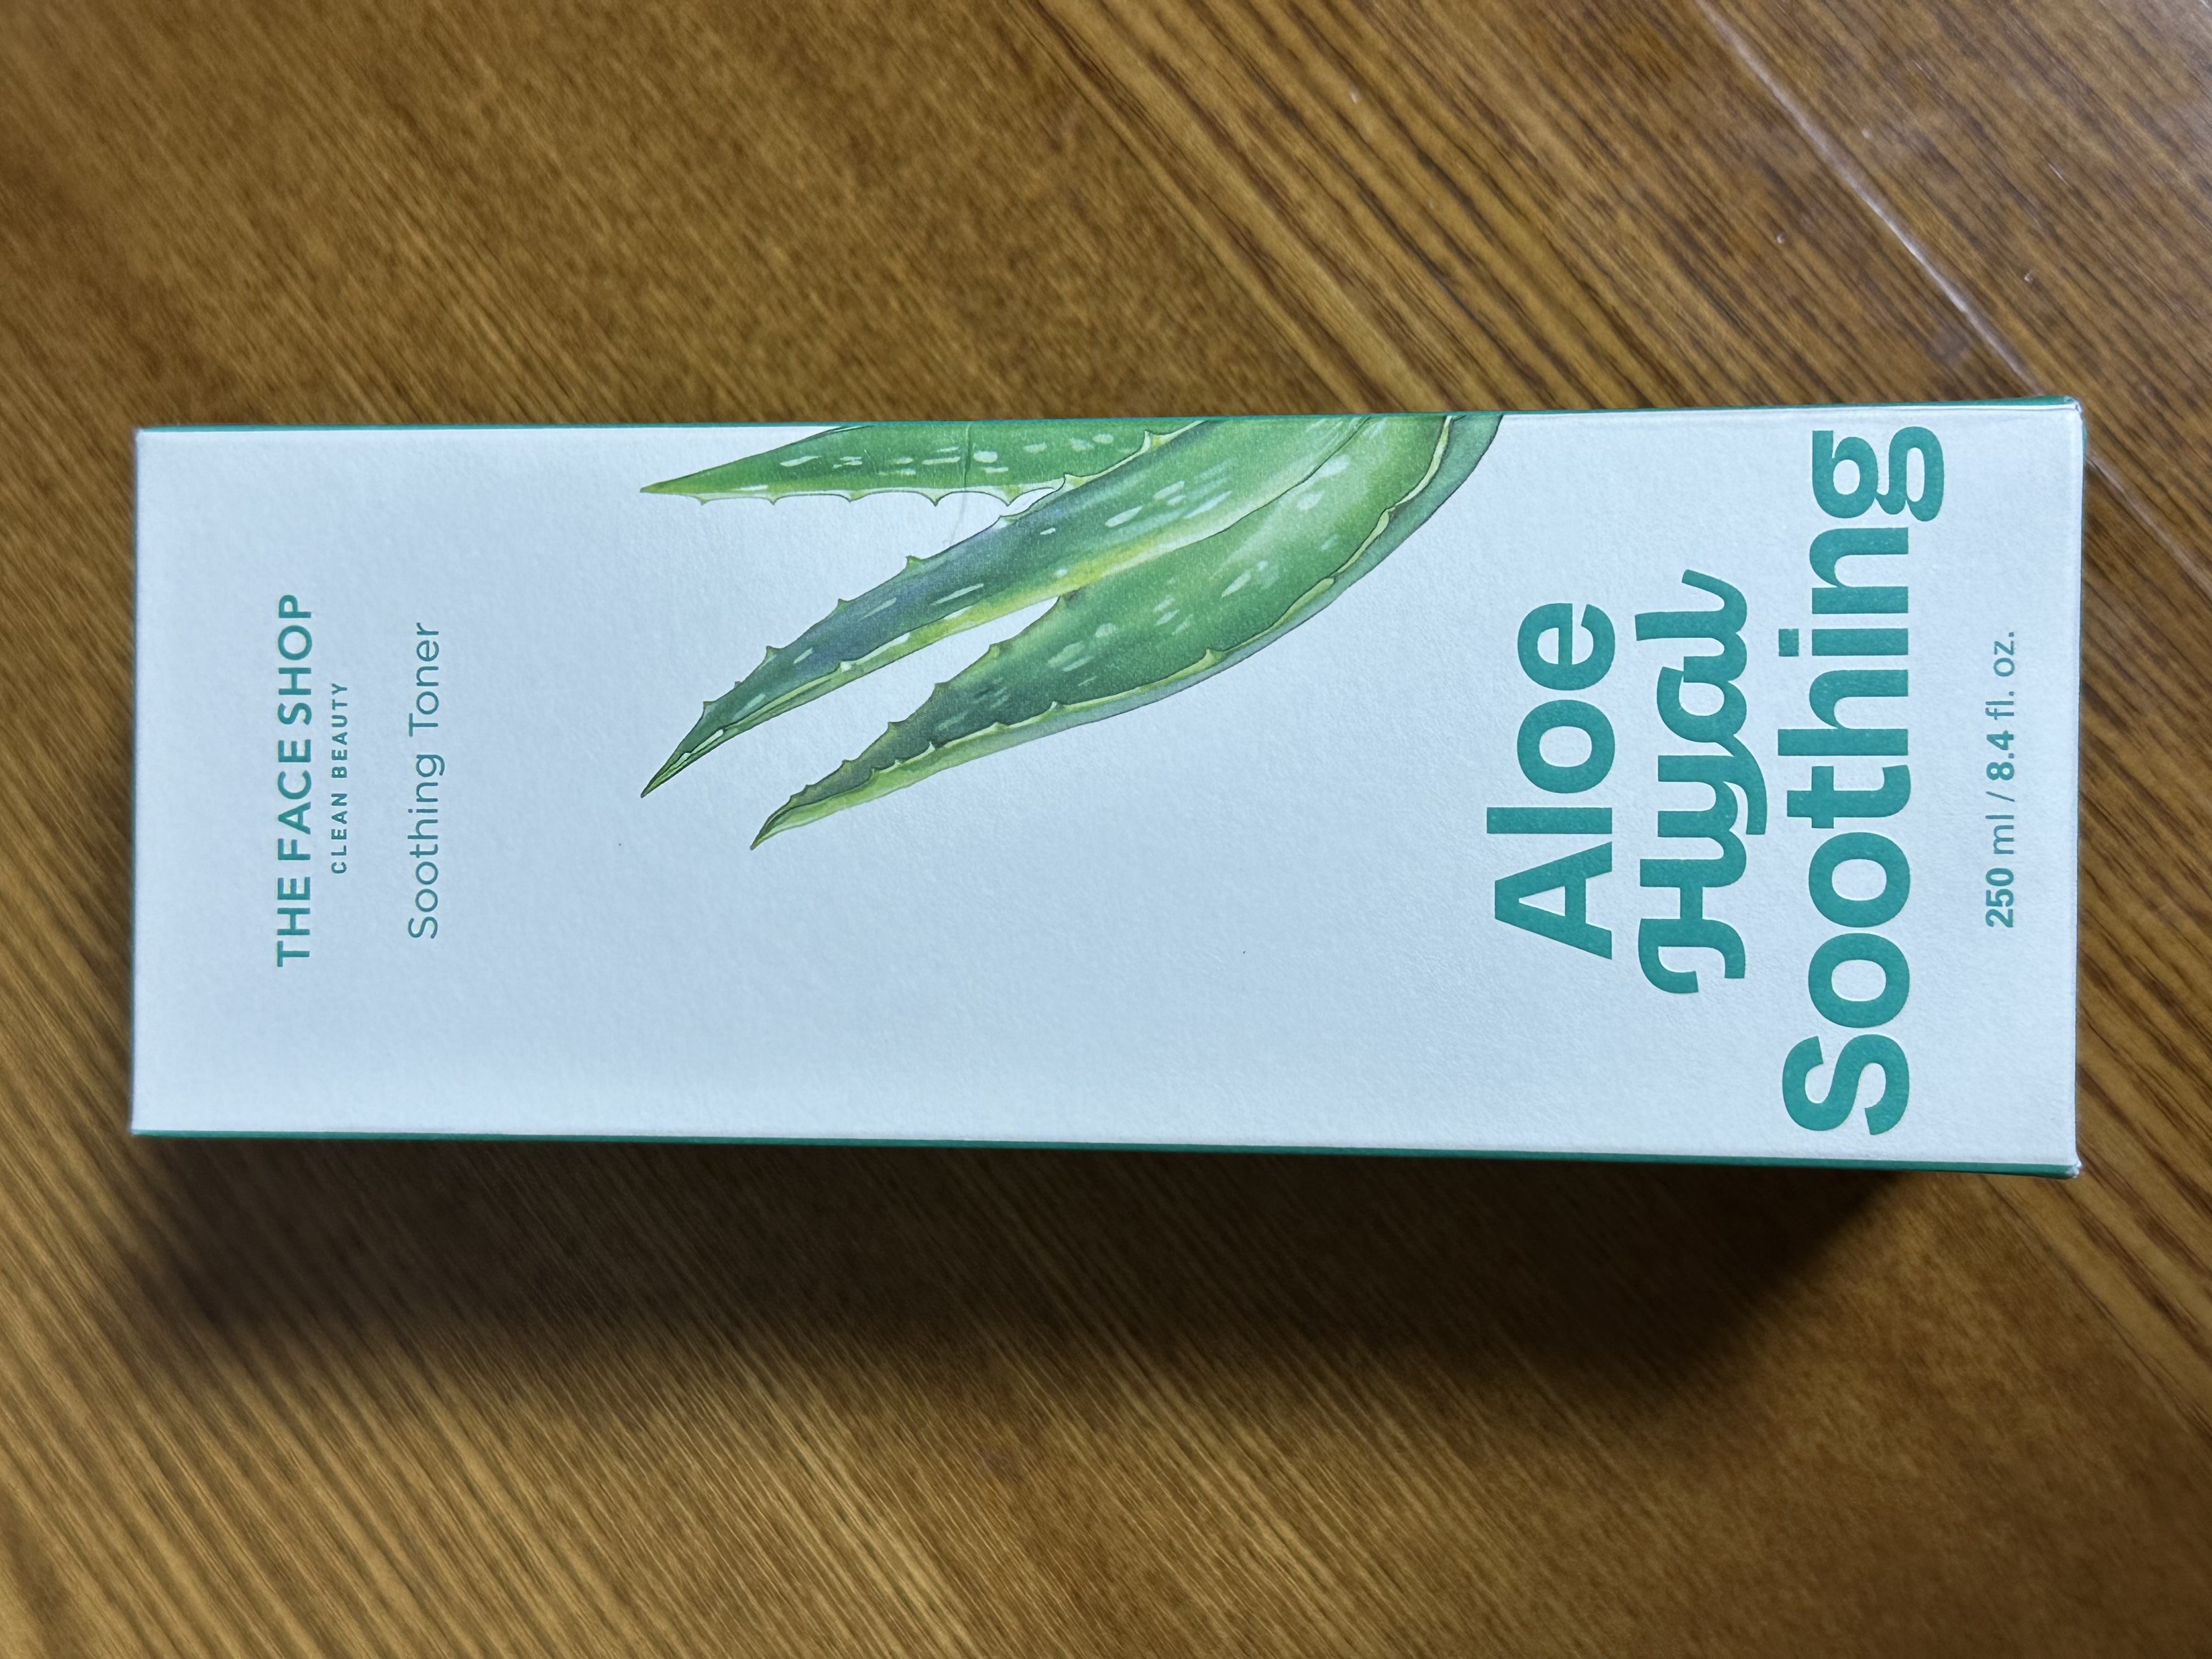 THE FACE SHOP
CLEAN BEAUTY
Soothing Toner
Aloe
Hyal
Soothing
250 ml / 8.4 fl. oz.